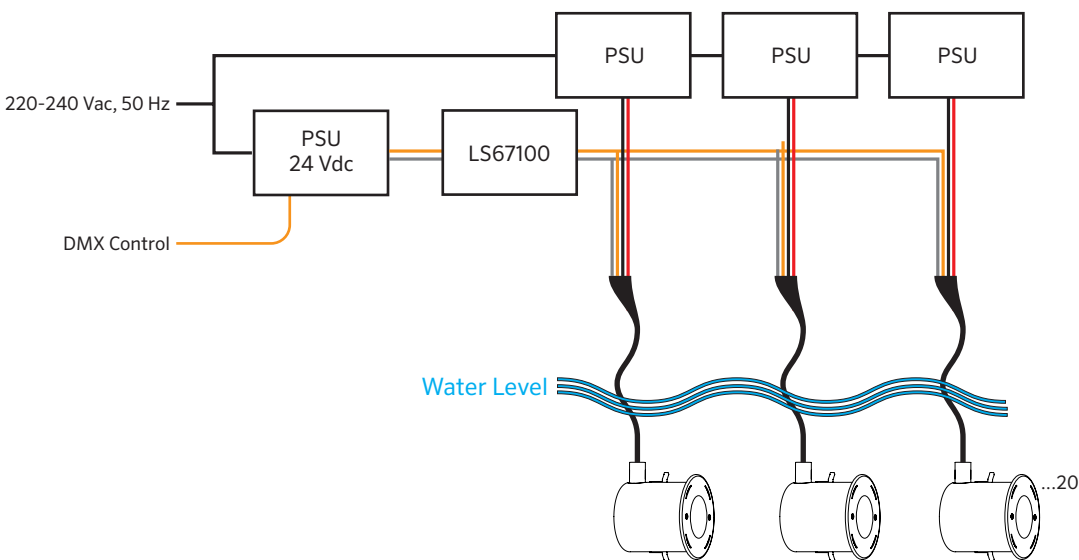 PSU
PSU
PSU
220-240 Vac, 50 Hz
PSU
24 Vdc
LS67100
DMX Control
Water Level
...20